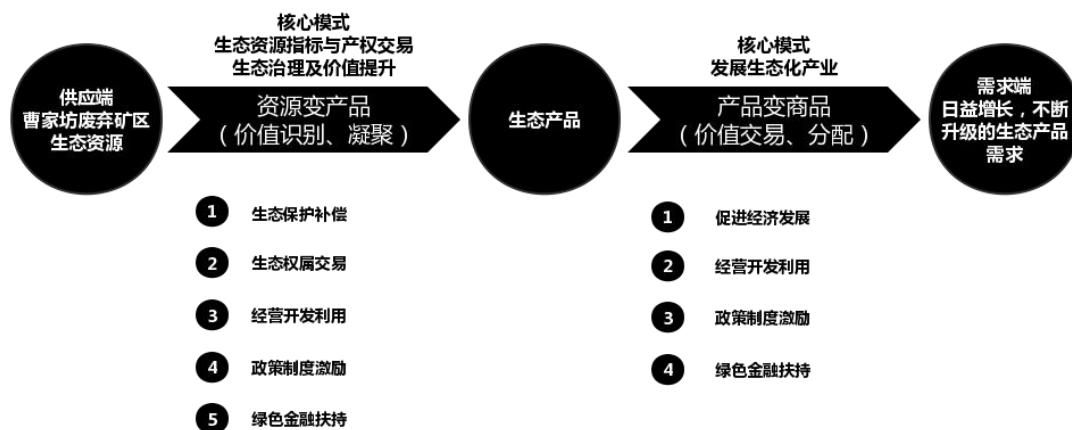 供应端
曹家坊废弃矿区
生态资源
核心模式
生态资源指标与产权交易
生态治理及价值提升
资源变产品
（价值识别、凝聚）
1 生态保护补偿
2 生态权属交易
3 经营开发利用
4 政策制度激励
5 绿色金融扶持
生态产品
核心模式
发展生态化产业
产品变商品
（价值交易、分配）
1 促进经济发展
2 经营开发利用
3 政策制度激励
4 绿色金融扶持
需求端
日益增长，不断
升级的生态产品
需求